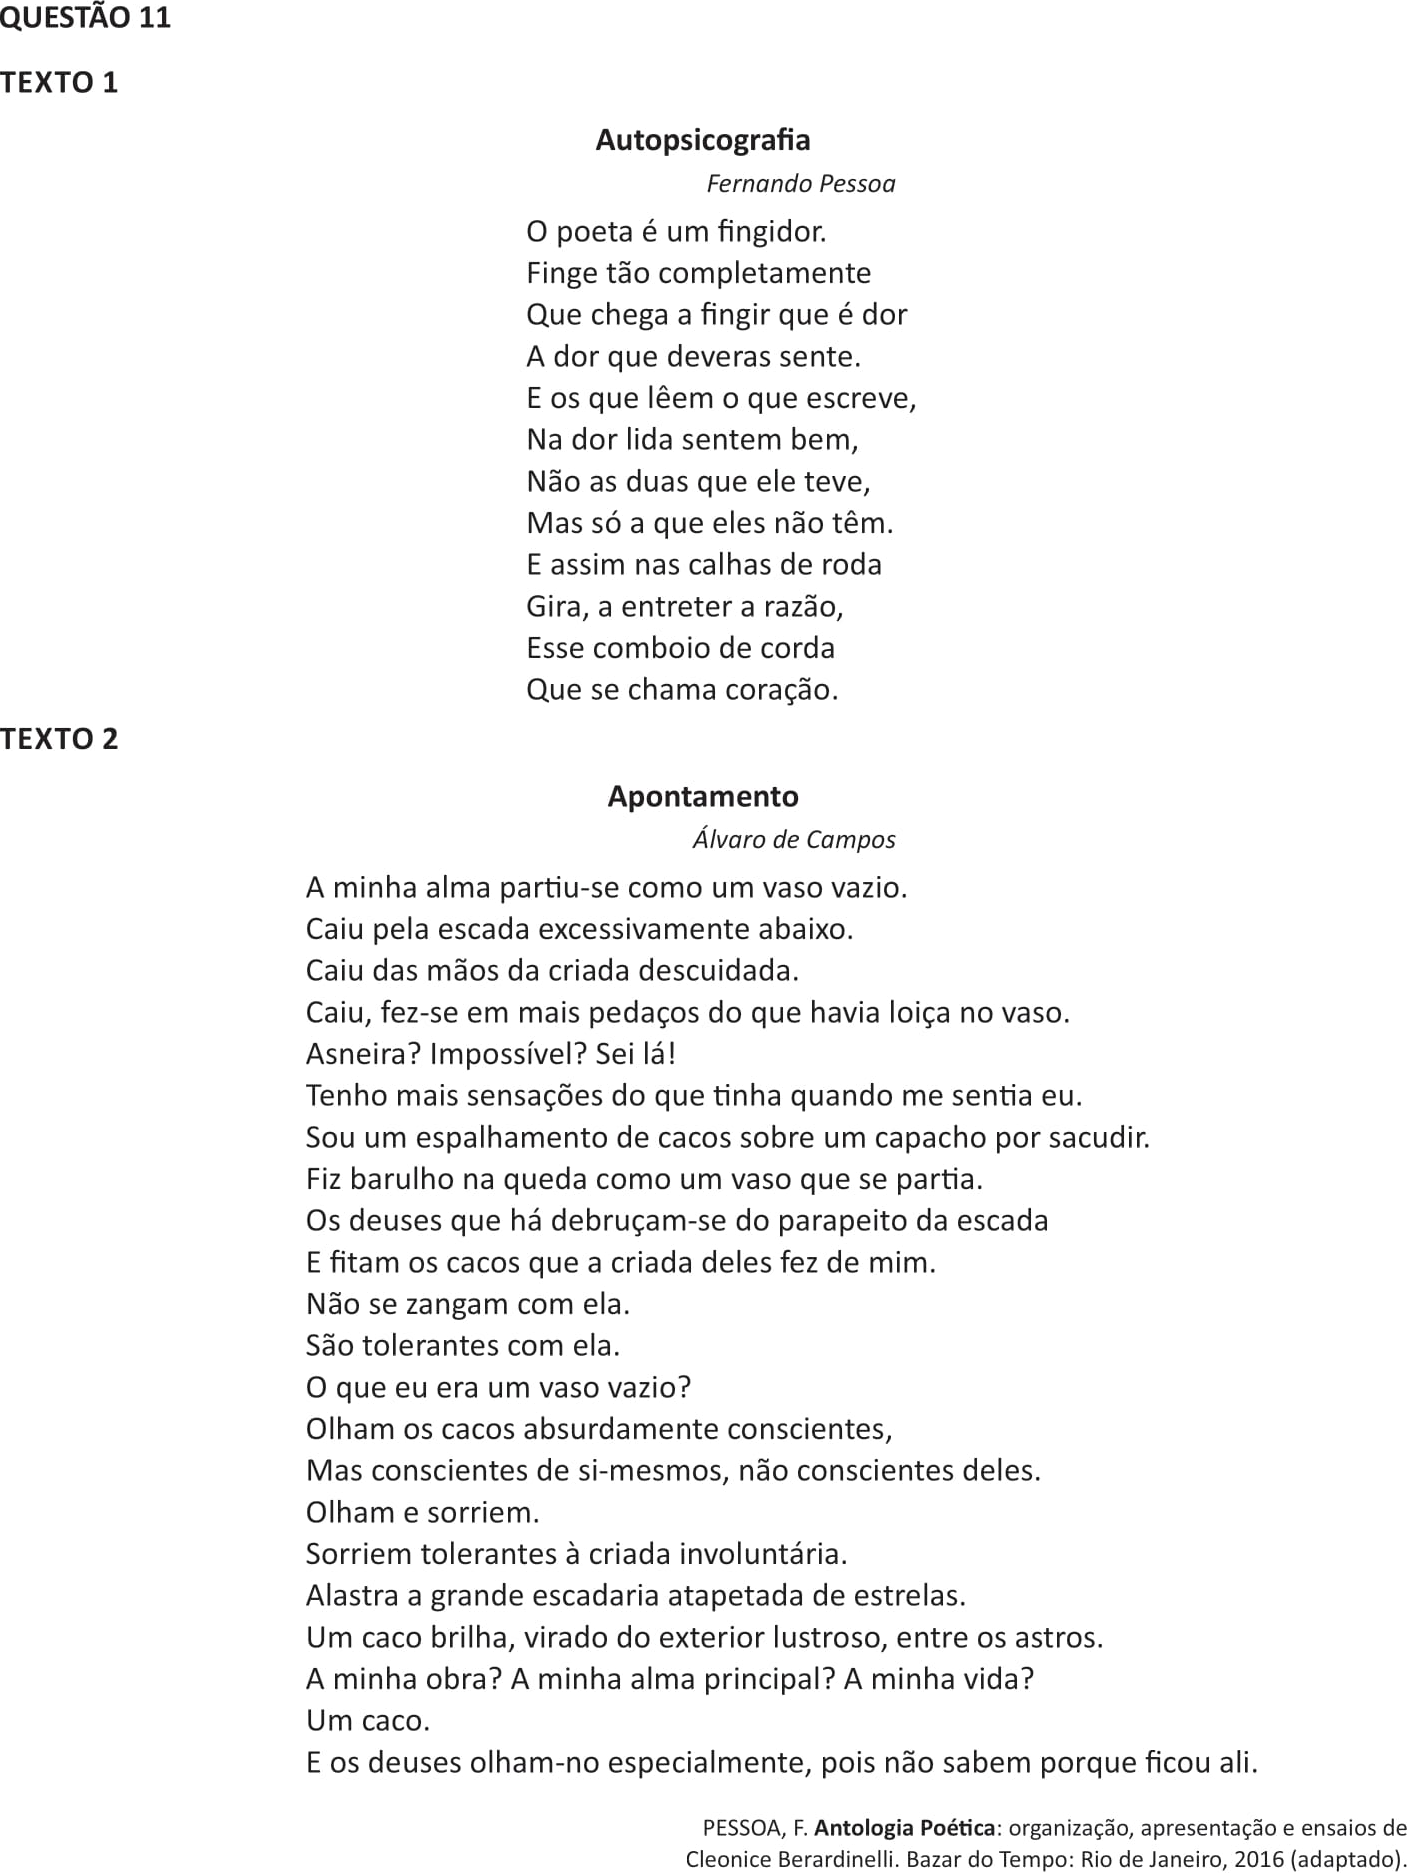 QUESTÃO 11
TEXTO 1
Autopsicografia
Fernando Pessoa
O poeta é um fingidor.
Finge tão completamente
Que chega a fingir que é dor
A dor que deveras sente.
E os que lêem o que escreve,
Na dor lida sentem bem,
Não as duas que ele teve,
Mas só a que eles não têm.
E assim nas calhas de roda
Gira, a entreter a razão,
Esse comboio de corda
Que se chama coração.
TEXTO 2
Apontamento
Álvaro de Campos
A minha alma partiu-se como um vaso vazio.
Caiu pela escada excessivamente abaixo.
Caiu das mãos da criada descuidada.
Caiu, fez-se em mais pedaços do que havia loiça no vaso.
Asneira? Impossível? Sei lá!
Tenho mais sensações do que tinha quando me sentia eu.
Sou um espalhamento de cacos sobre um capacho por sacudir.
Fiz barulho na queda como um vaso que se partia.
Os deuses que há debruçam-se do parapeito da escada
E fitam os cacos que a criada deles fez de mim.
Não se zangam com ela.
São tolerantes com ela.
O que eu era um vaso vazio?
Olham os cacos absurdamente conscientes,
Mas conscientes de si-mesmos, não conscientes deles.
Olham e sorriem.
Sorriem tolerantes à criada involuntária.
Alastra a grande escadaria atapetada de estrelas.
Um caco brilha, virado do exterior lustroso, entre os astros.
A minha obra? A minha alma principal? A minha vida?
Um caco.
E os deuses olham-no especialmente, pois não sabem porque ficou ali.
PESSOA, F. Antologia Poética: organização, apresentação e ensaios de
Cleonice Berardinelli. Bazar do Tempo: Rio de Janeiro, 2016 (adaptado).